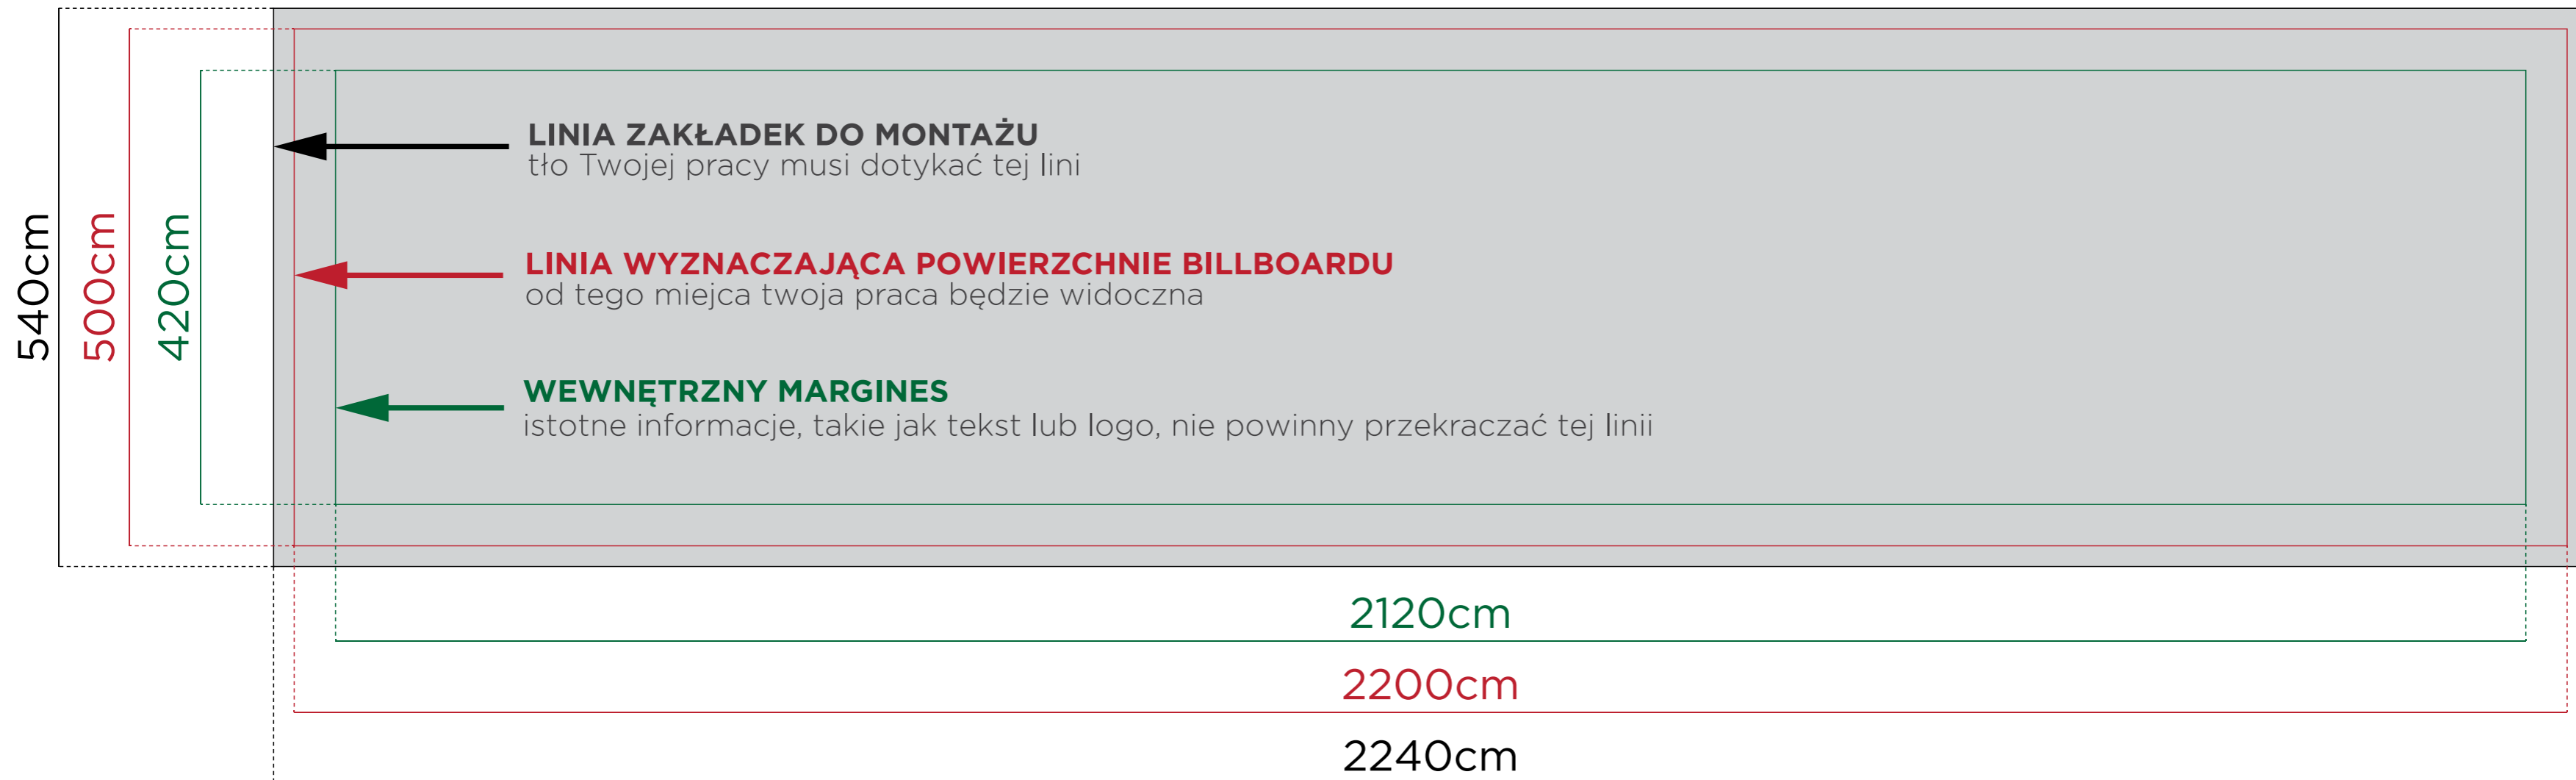 LINIA ZAKŁADEK DO MONTAŻU
tło Twojej pracy musi dotykać tej lini
LINIA WYZNACZAJĄCA POWIERZCHNIE BILLBOARDU
od tego miejca twoja praca będzie widoczna
WEWNĘTRZNY MARGINES
istotne informacje, takie jak tekst lub logo, nie powinny przekraczać tej linii
540cm
500cm
420cm
2120cm
2200cm
2240cm